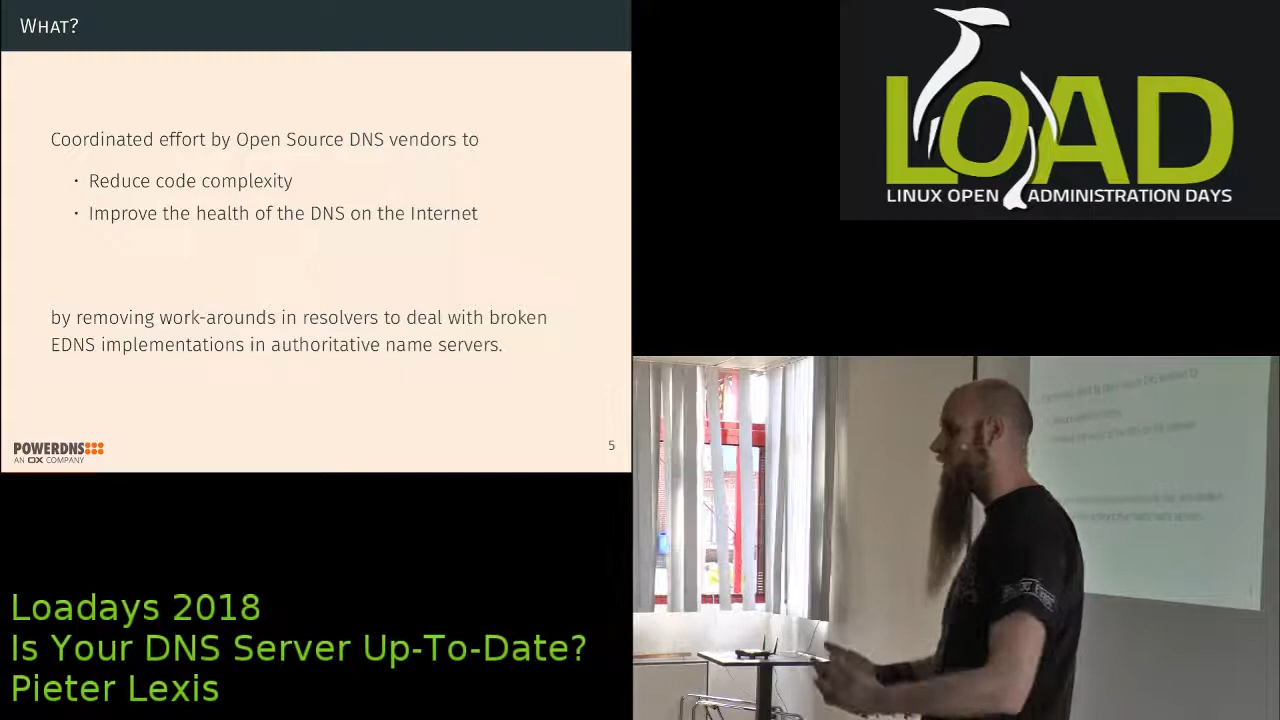 WHAT?
Coordinated effort by Open Source DNS vendors to
· Reduce code complexity
· Improve the health of the DNS on the Internet
by removing work-arounds in resolvers to deal with broken
EDNS implementations in authoritative name servers.
POWERDNS
AN OX COMPANY
5
LOAD
LINUX OPEN ADMINISTRATION DAYS
Loadays 2018
Is Your DNS Server Up-To-Date?
Pieter Lexis